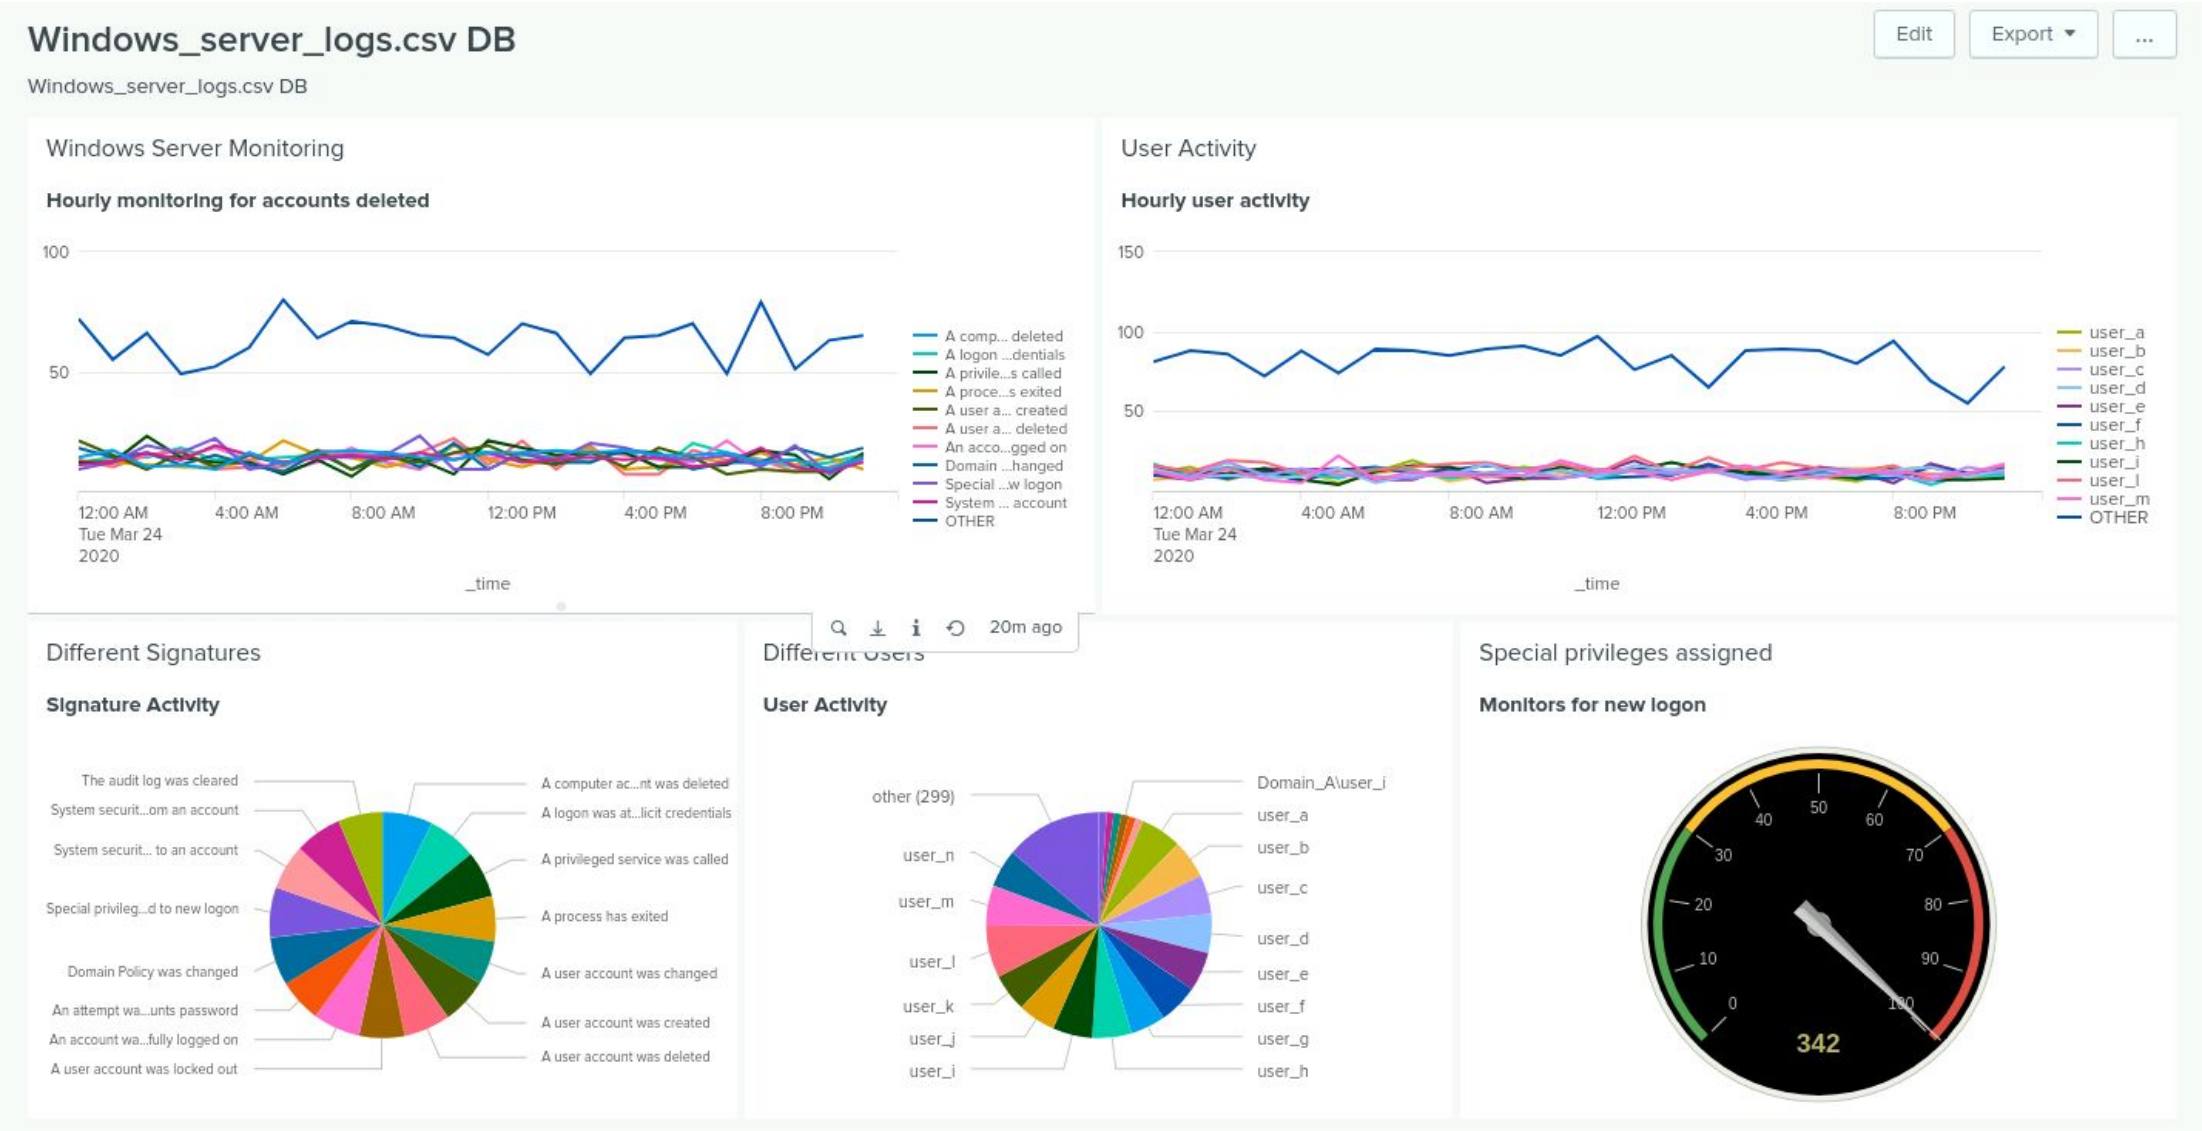 Windows_server_logs.csv DB
Edit
Export
...
Windows_server_logs.csv DB
Windows Server Monitoring
Hourly monitoring for accounts deleted
100
50
12:00 AM
Tue Mar 24
2020
4:00 AM
8:00 AM
12:00 PM
4:00 PM
8:00 PM
_time
A comp... deleted
A logon ...dentials
A privile...s called
A proce...s exited
A user a... created
A user a... deleted
An acco...gged on
Domain ...hanged
Special ...w logon
System ... account
OTHER
User Activity
Hourly user activity
150
100
50
12:00 AM
Tue Mar 24
2020
4:00 AM
8:00 AM
12:00 PM
4:00 PM
8:00 PM
_time
user_a
user_b
user_c
user_d
user_e
user_f
user_h
user_i
user_l
user_m
OTHER
20m ago
Different Signatures
Signature Activity
The audit log was cleared
System securit...om an account
System securit... to an account
Special privileg...d to new logon
Domain Policy was changed
An attempt wa...unts password
An account wa...fully logged on
A user account was locked out
A computer ac...nt was deleted
A logon was at...licit credentials
A privileged service was called
A process has exited
A user account was changed
A user account was created
A user account was deleted
Different Users
User Activity
other (299)
user_n
user_m
user_l
user_k
user_j
user_i
Domain_A\user_i
user_a
user_b
user_c
user_d
user_e
user_f
user_g
user_h
Special privileges assigned
Monitors for new logon
0
10
20
30
40
50
60
70
80
90
100
342